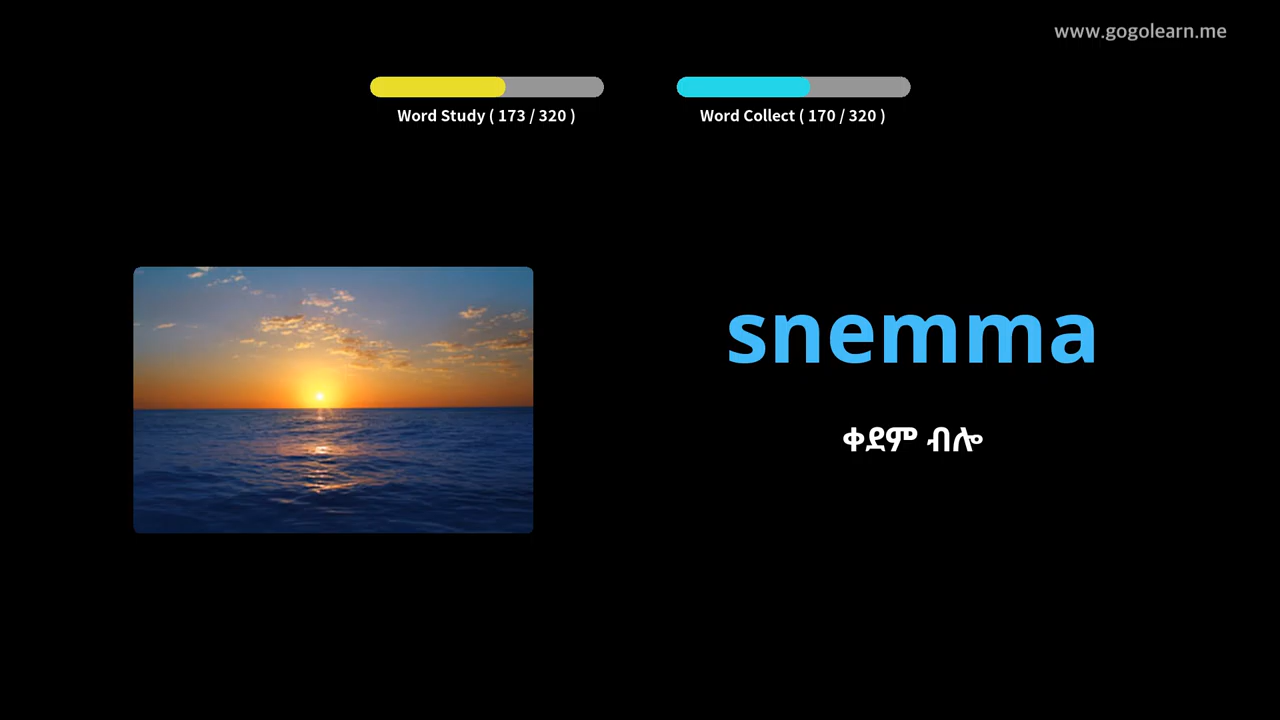 www.gogolearn.me
Word Study ( 173 / 320 )
Word Collect ( 170 / 320 )
snemma
ቀደም ብሎ